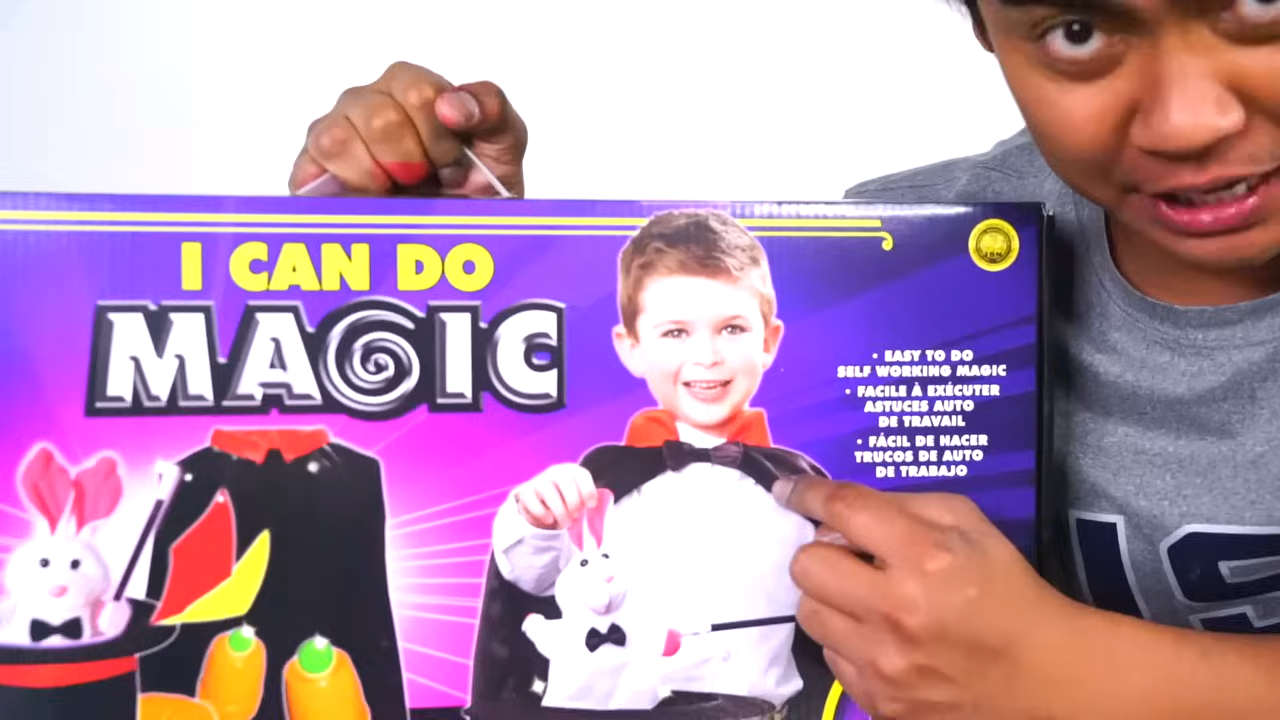 I CAN DO
MAGIC
• EASY TO DO
SELF WORKING MAGIC
• FACILE À EXÉCUTER
ASTUCES AUTO
DE TRAVAIL
• FÁCIL DE HACER
TRUCOS DE AUTO
DE TRABAJO